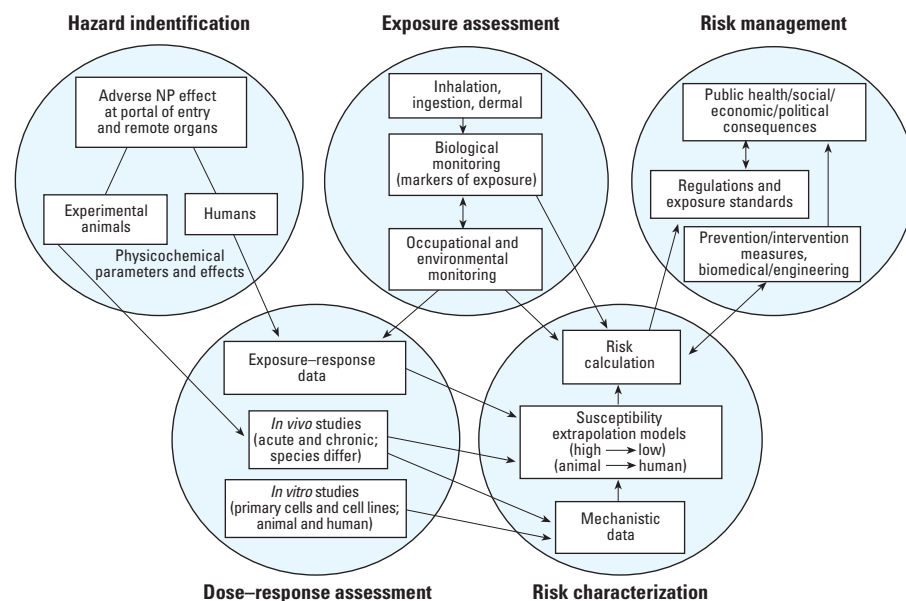 Hazard indentification
Exposure assessment
Risk management
Adverse NP effect
at portal of entry
and remote organs
Experimental
animals
Humans
Physicochemical
parameters and effects
Inhalation,
ingestion, dermal
Biological
monitoring
(markers of exposure)
Occupational and
environmental
monitoring
Public health/social/
economic/political
consequences
Regulations and
exposure standards
Prevention/intervention
measures,
biomedical/engineering
Exposure–response
data
In vivo studies
(acute and chronic;
species differ)
In vitro studies
(primary cells and cell lines;
animal and human)
Risk
calculation
Susceptibility
extrapolation models
(high → low)
(animal → human)
Mechanistic
data
Dose–response assessment
Risk characterization